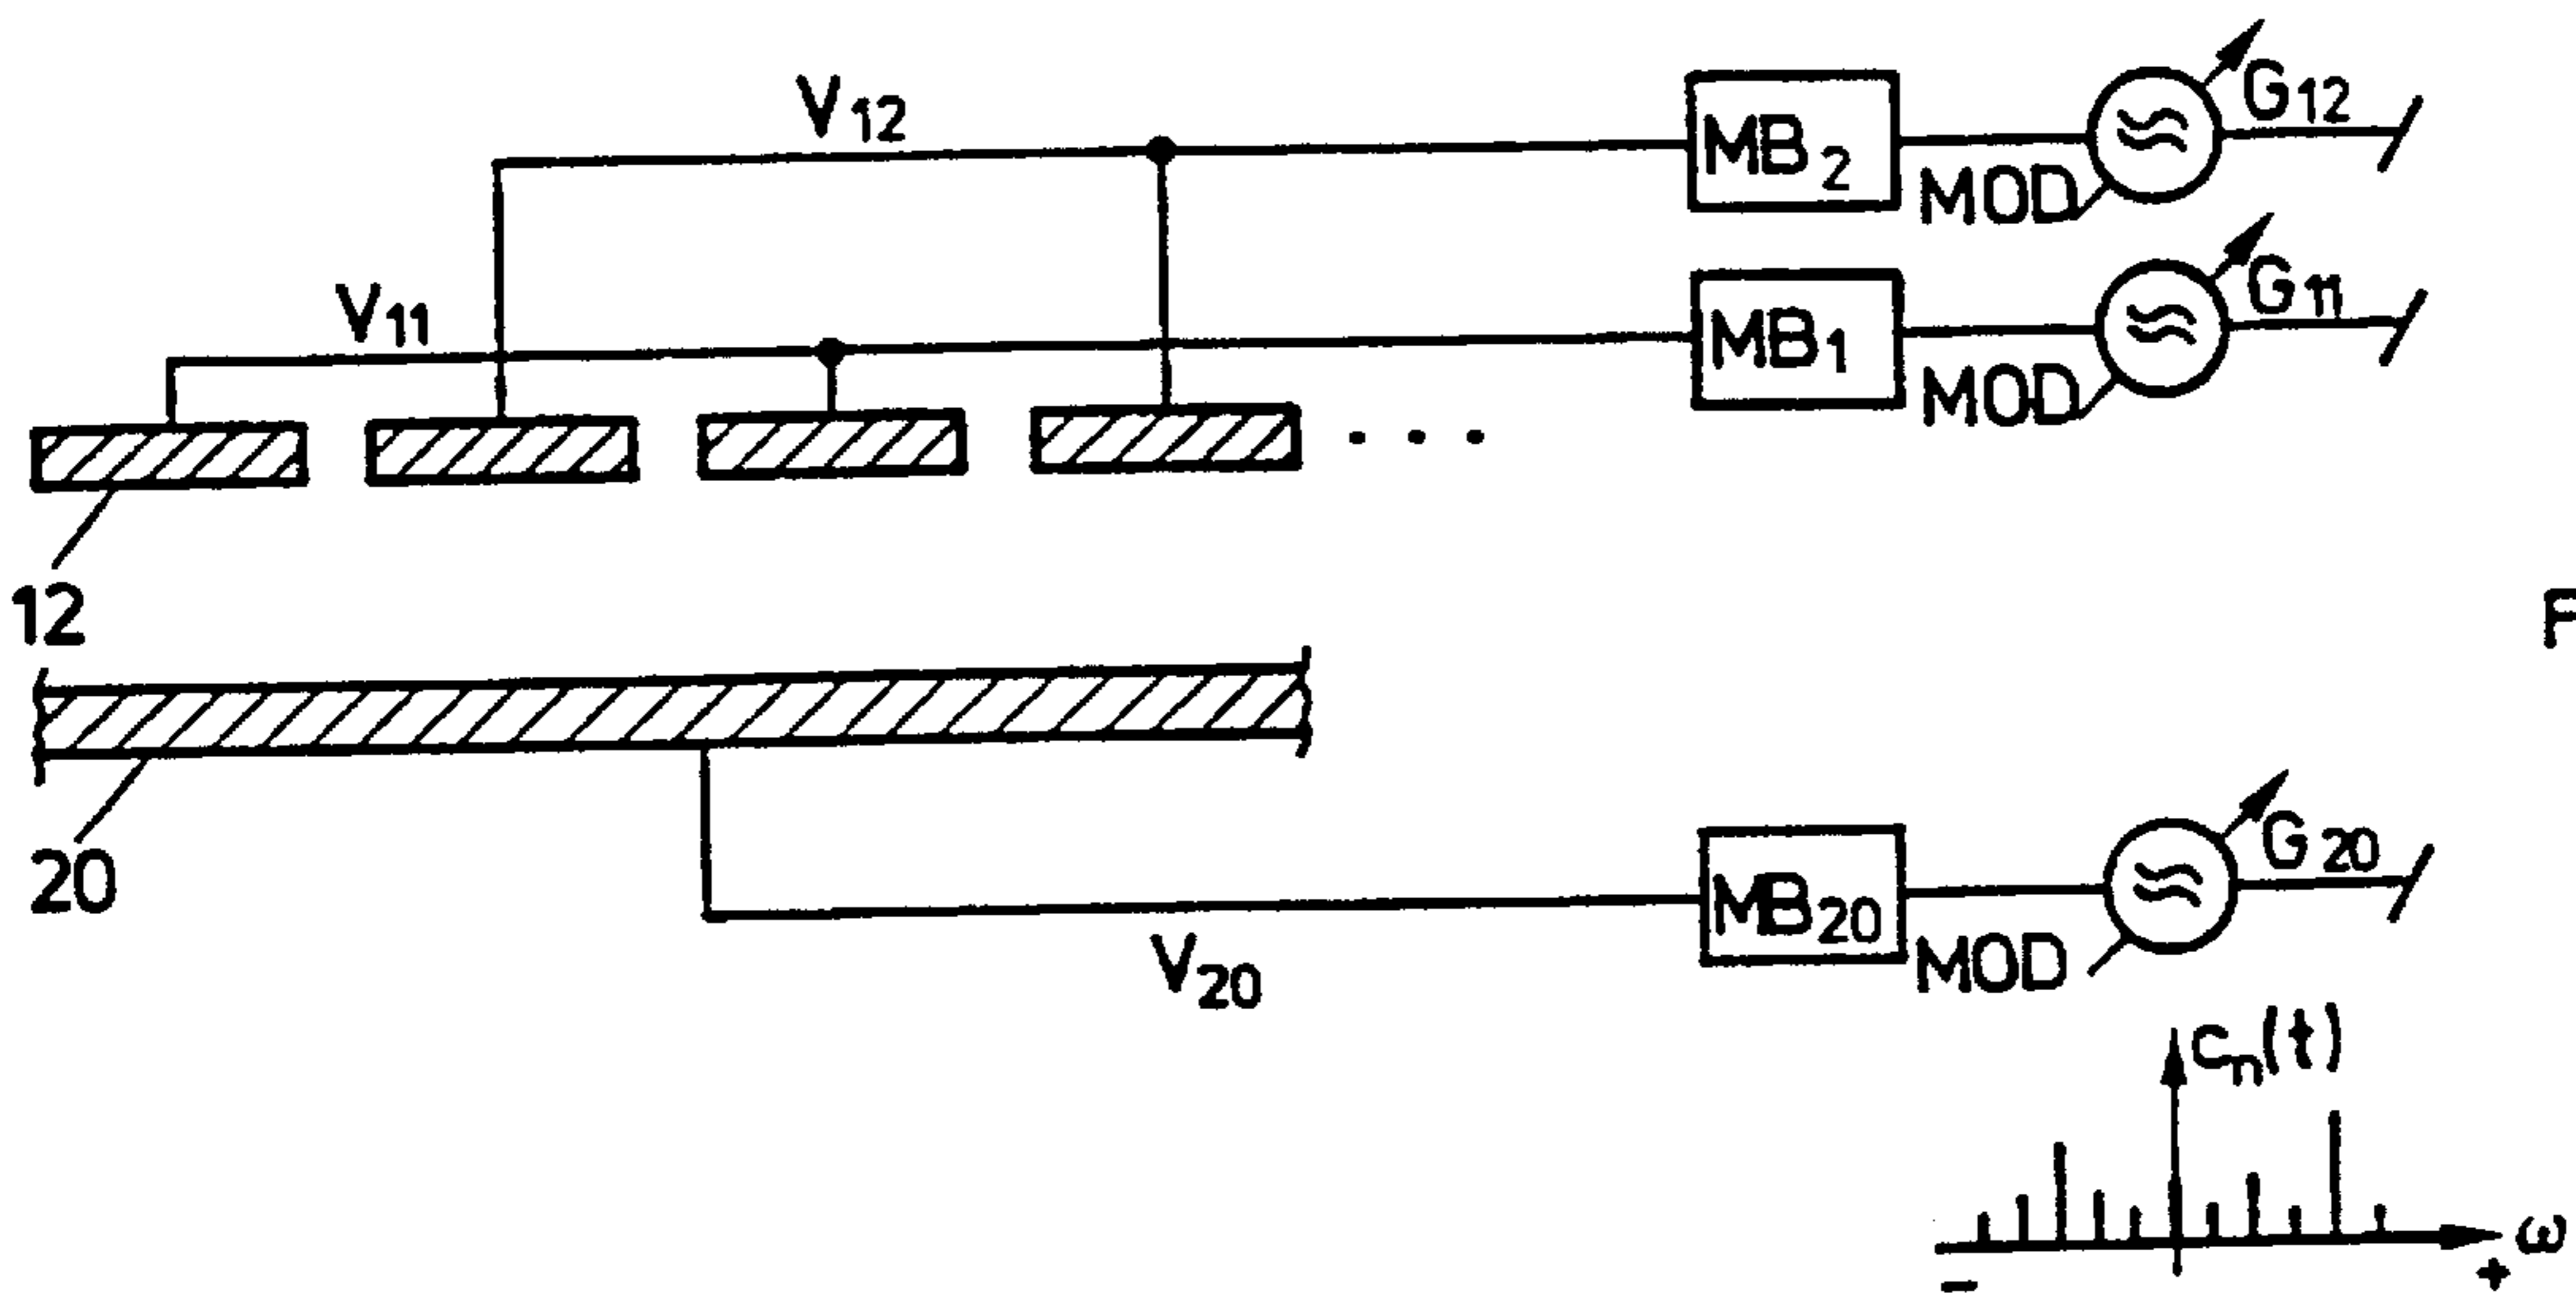 V12
MB2
MOD
G12
V11
MB1
MOD
G11
12
F
20
V20
MB20
MOD
G20
cn(t)
ω
- +